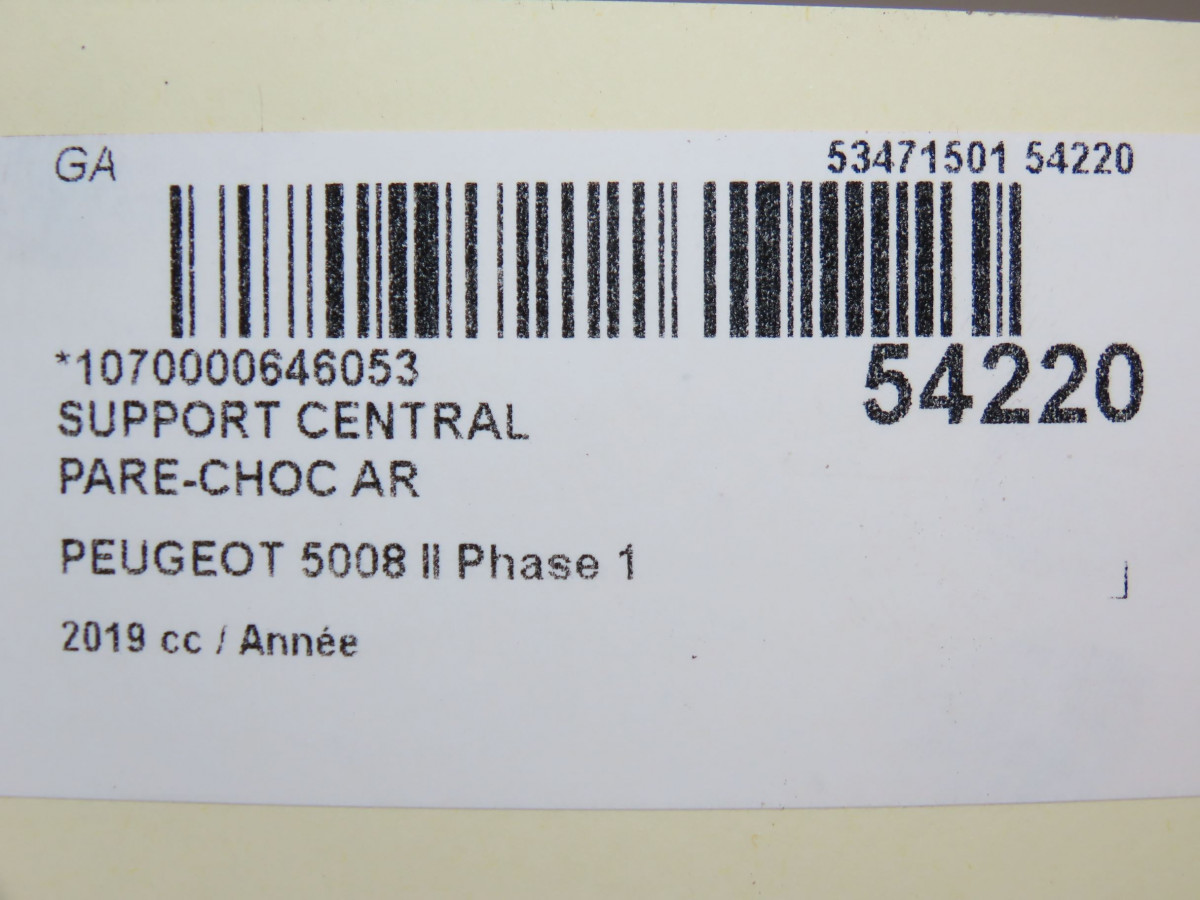 GA
53471501 54220
*1070000646053
54220
SUPPORT CENTRAL
PARE-CHOC AR
PEUGEOT 5008 II Phase 1
2019 cc / Année